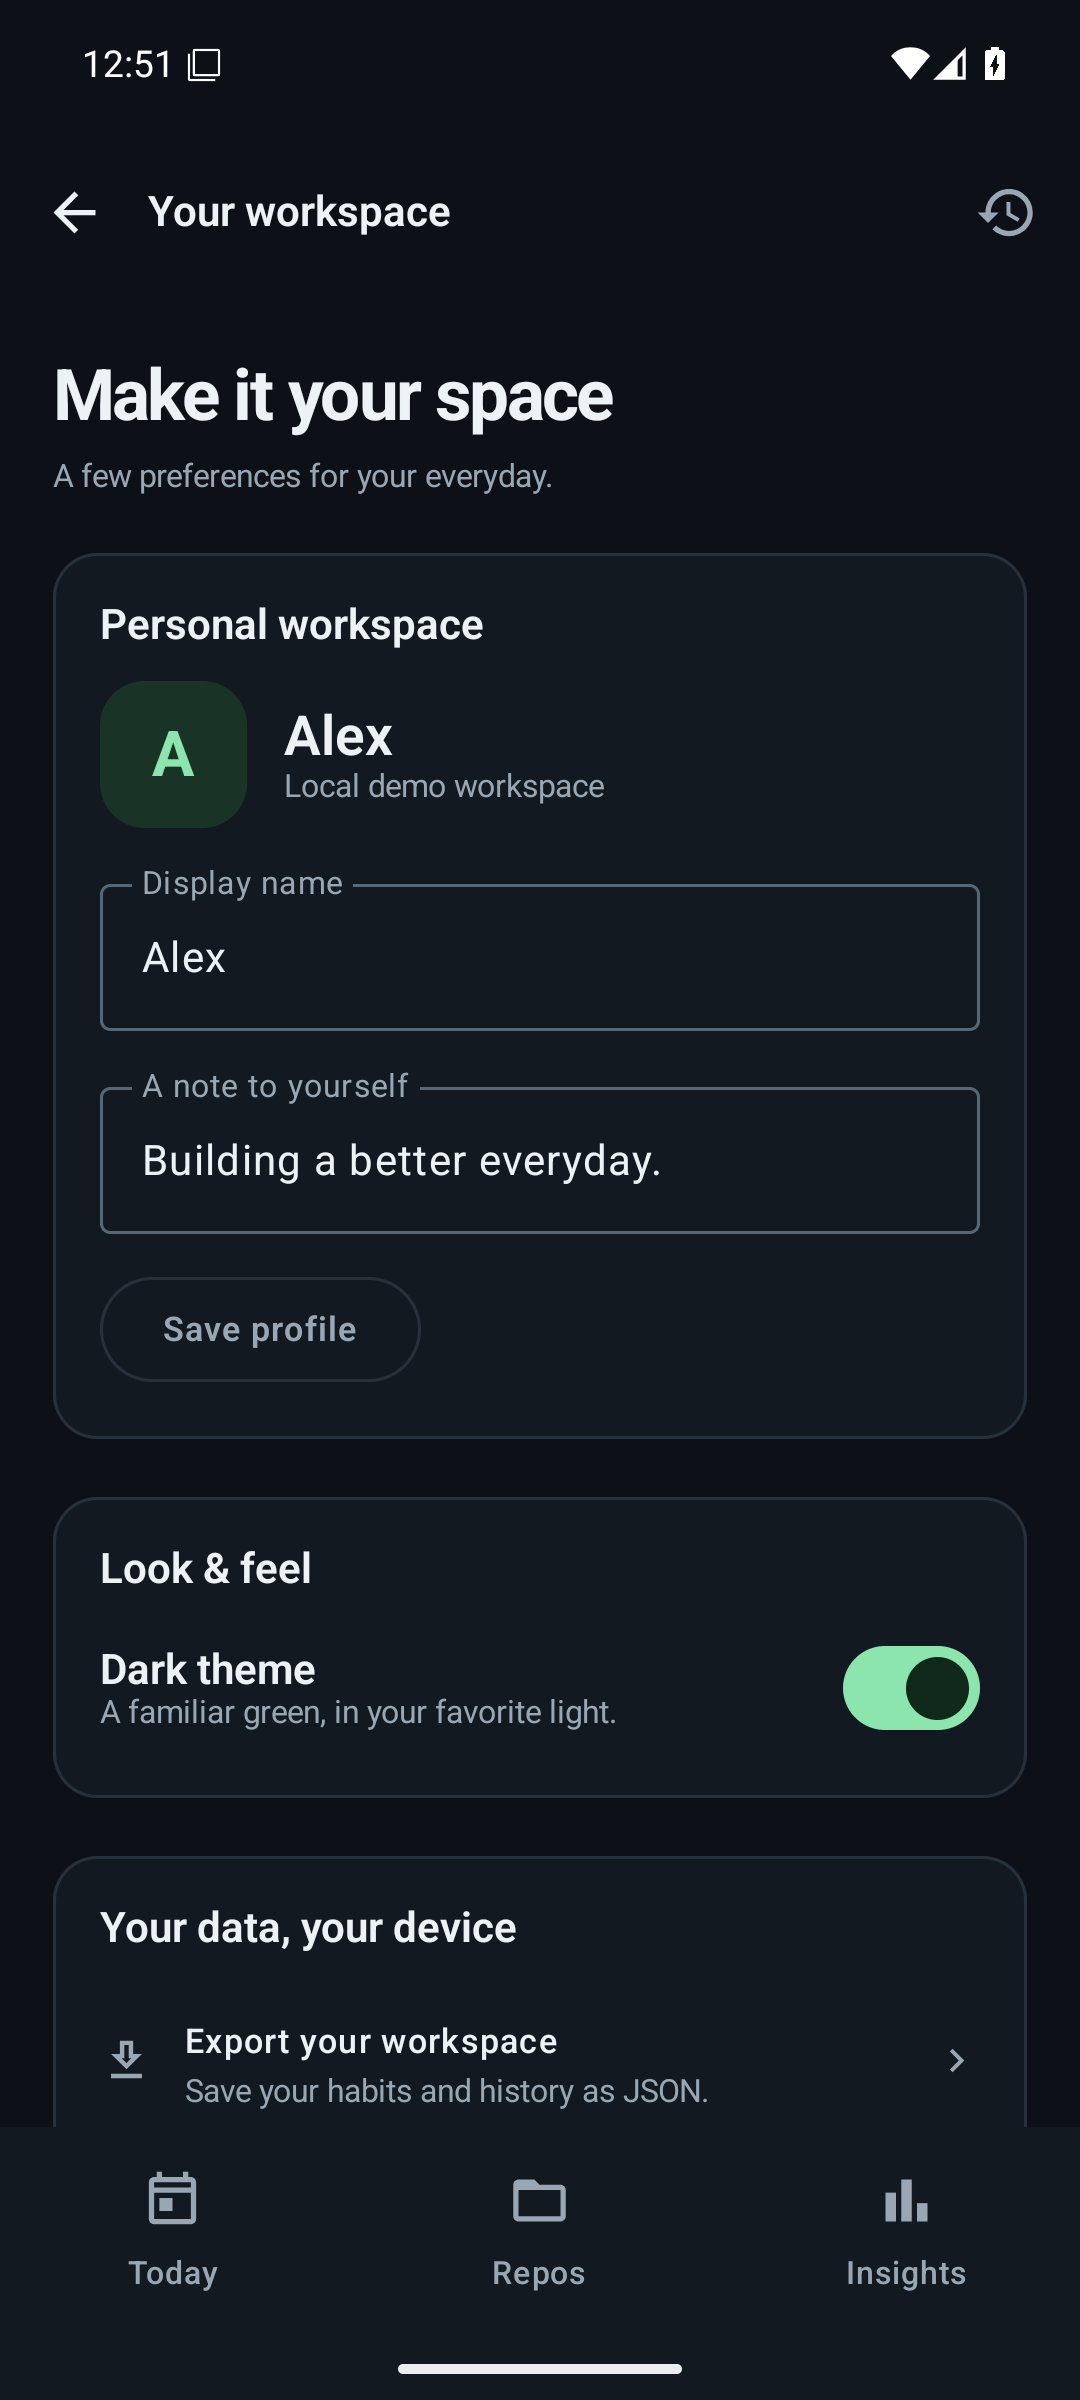 12:51
Your workspace
Make it your space
A few preferences for your everyday.
Personal workspace
A
Alex
Local demo workspace
Display name
Alex
A note to yourself
Building a better everyday.
Save profile
Look & feel
Dark theme
A familiar green, in your favorite light.
Your data, your device
Export your workspace
Save your habits and history as JSON.
Today
Repos
Insights